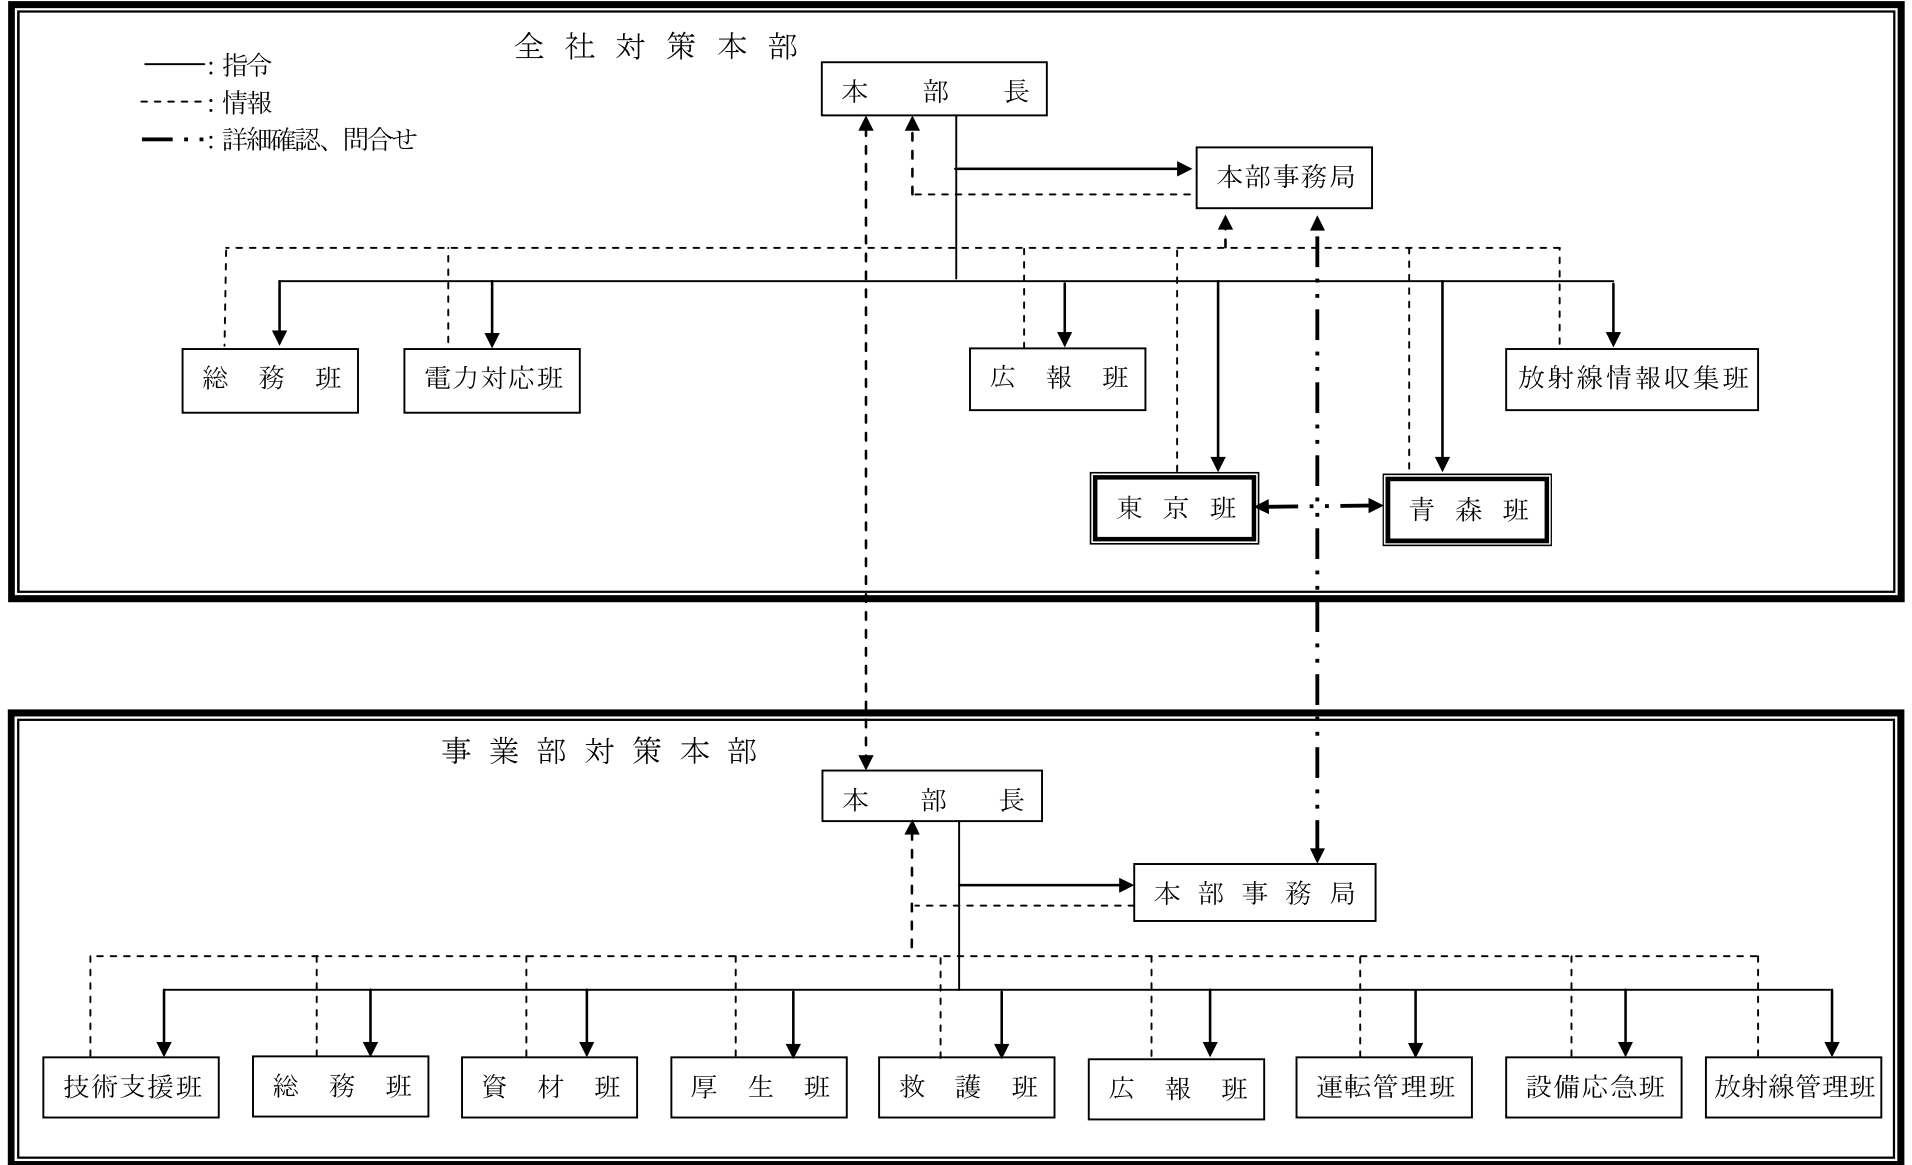 全社対策本部
: 指令
: 情報
: 詳細確認、問合せ
本部長
本部事務局
総務班
電力対応班
広報班
放射線情報収集班
東京班
青森班
事業部対策本部
本部長
本部事務局
技術支援班
総務班
資材班
厚生班
救護班
広報班
運転管理班
設備応急班
放射線管理班